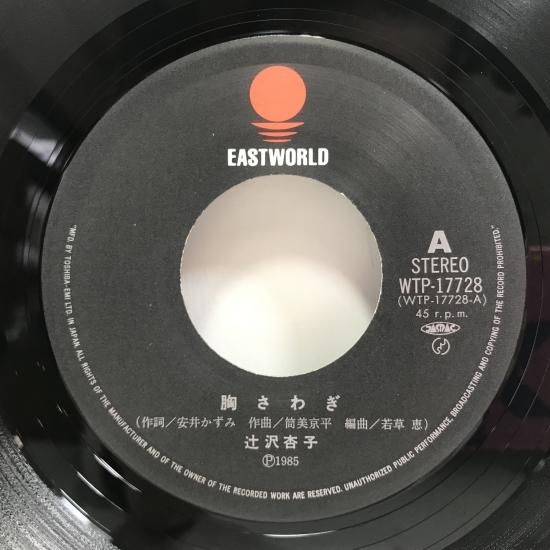 EASTWORLD
A
STEREO
WTP-17728
(WTP-17728-A)
45 r.p.m.
JASRAC
胸さわぎ
(作詞/安井かずみ 作曲/筒美京平 編曲/若草 恵)
辻沢杏子
Ⓟ1985
"MFD. BY TOSHIBA-EMI LTD. IN JAPAN. ALL RIGHTS OF THE MANUFACTURER AND OF THE OWNER OF THE RECORDED WORK ARE RESERVED. UNAUTHORIZED PUBLIC PERFORMANCE, BROADCASTING AND COPYING OF THE RECORD PROHIBITED."